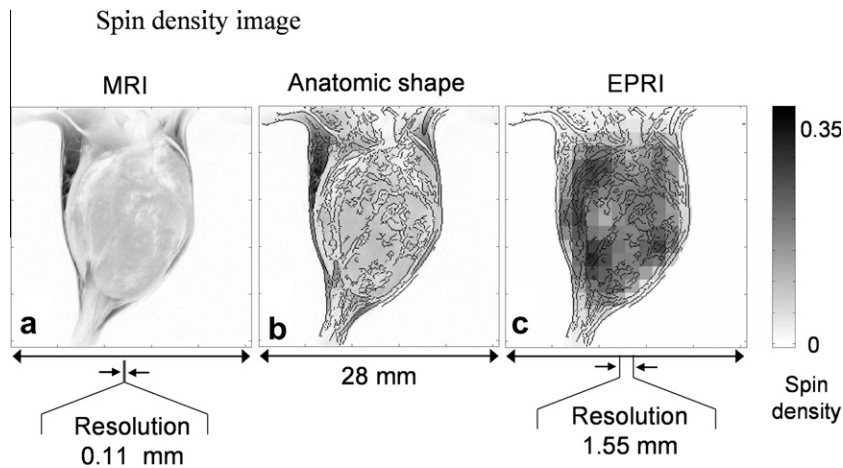 Spin density image
MRI
Anatomic shape
EPRI
0.35
a
b
c
0
28 mm
Resolution
0.11 mm
Resolution
1.55 mm
Spin
density